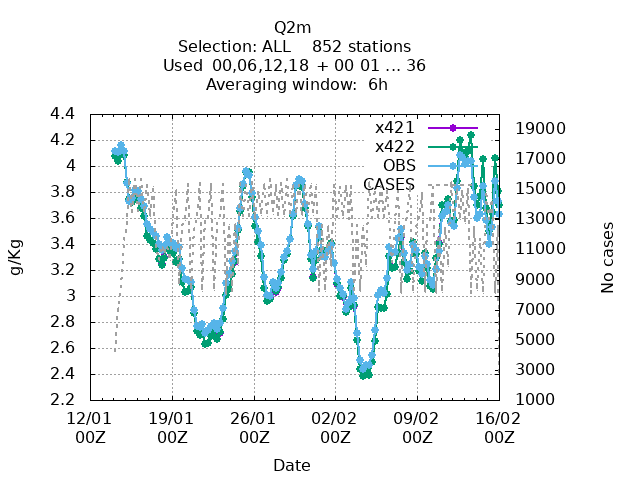 Q2m
Selection: ALL 852 stations
Used 00,06,12,18 + 00 01 ... 36
Averaging window: 6h
4.4
4.2
4
3.8
3.6
3.4
3.2
3
2.8
2.6
2.4
2.2
g/Kg
x421
x422
OBS
CASES
19000
17000
15000
13000
11000
9000
7000
5000
3000
1000
No cases
12/01 19/01 26/01 02/02 09/02 16/02
00Z 00Z 00Z 00Z 00Z 00Z
Date